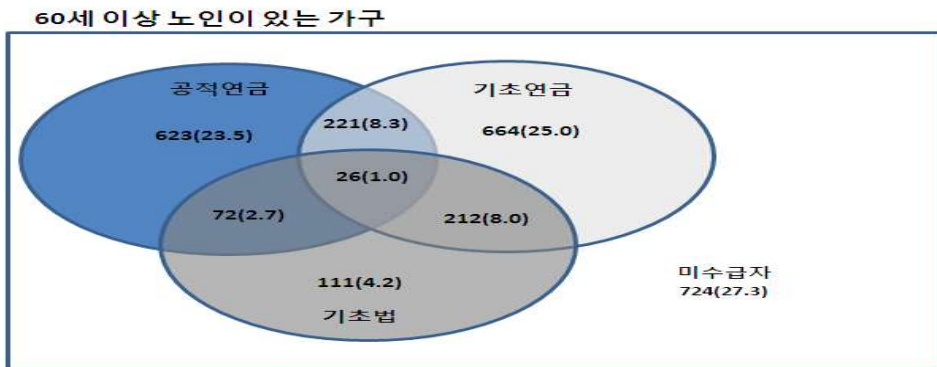 60세 이상 노인이 있는 가구
공적연금
기초연금
623(23.5)
221(8.3)
664(25.0)
26(1.0)
72(2.7)
212(8.0)
111(4.2)
기초법
미수급자
724(27.3)